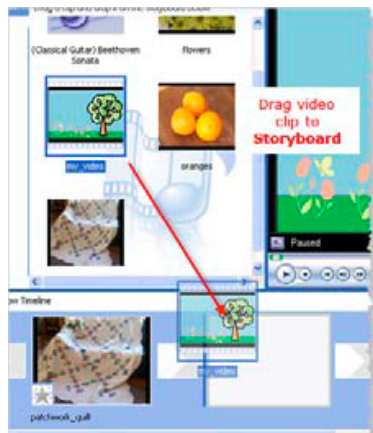 (Classical Guitar) Beethoven
Sonata
flowers
Drag video
clip to
Storyboard
my_video
oranges
Paused
Timeline
my_video
patchwork_quilt